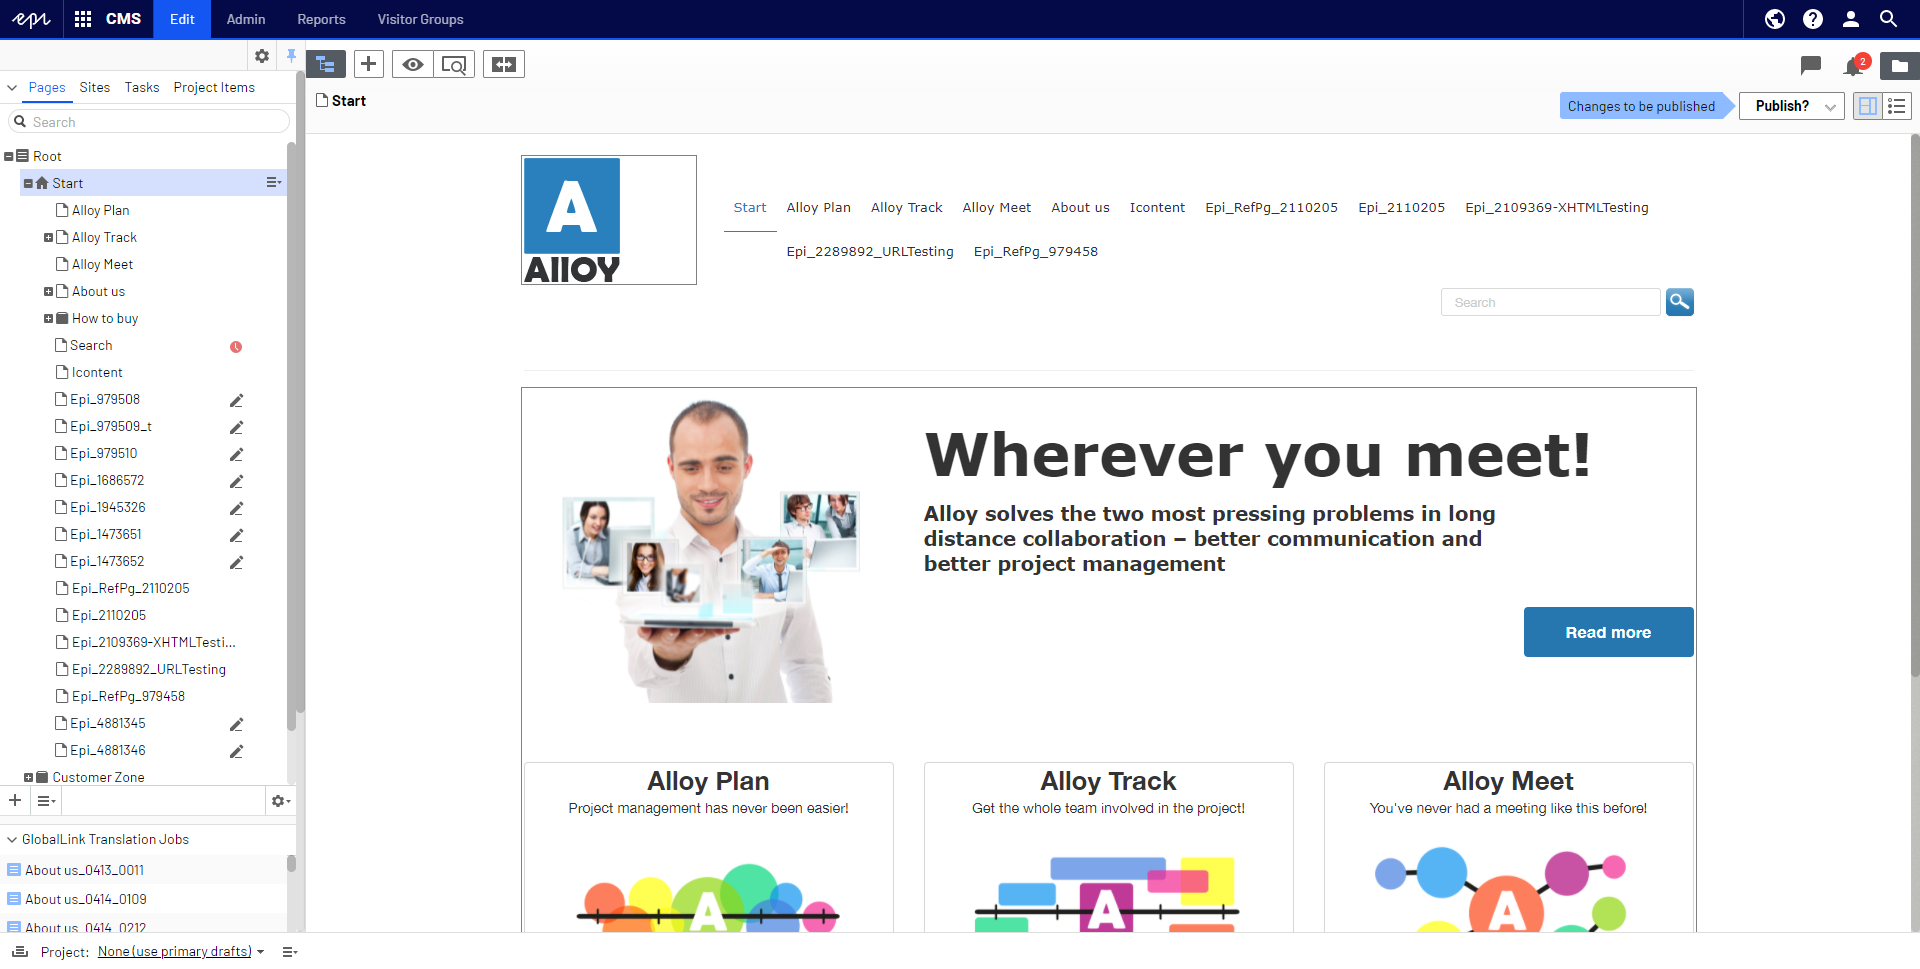 epi CMS Edit Admin Reports Visitor Groups
2
Pages Sites Tasks Project Items
Search
Root
Start
Alloy Plan
Alloy Track
Alloy Meet
About us
How to buy
Search
Icontent
Epi_979508
Epi_979509_t
Epi_979510
Epi_1686572
Epi_1945326
Epi_1473651
Epi_1473652
Epi_RefPg_2110205
Epi_2110205
Epi_2109369-XHTMLTesti...
Epi_2289892_URLTesting
Epi_RefPg_979458
Epi_4881345
Epi_4881346
Customer Zone
GlobalLink Translation Jobs
About us_0413_0011
About us_0414_0109
About us_0414_0212
Project: None (use primary drafts)
Start
Changes to be published
Publish?
A
Alloy
Start Alloy Plan Alloy Track Alloy Meet About us Icontent Epi_RefPg_2110205 Epi_2110205 Epi_2109369-XHTMLTesting
Epi_2289892_URLTesting Epi_RefPg_979458
Search
Wherever you meet!
Alloy solves the two most pressing problems in long
distance collaboration – better communication and
better project management
Read more
Alloy Plan
Project management has never been easier!
A
Alloy Track
Get the whole team involved in the project!
A
Alloy Meet
You've never had a meeting like this before!
A